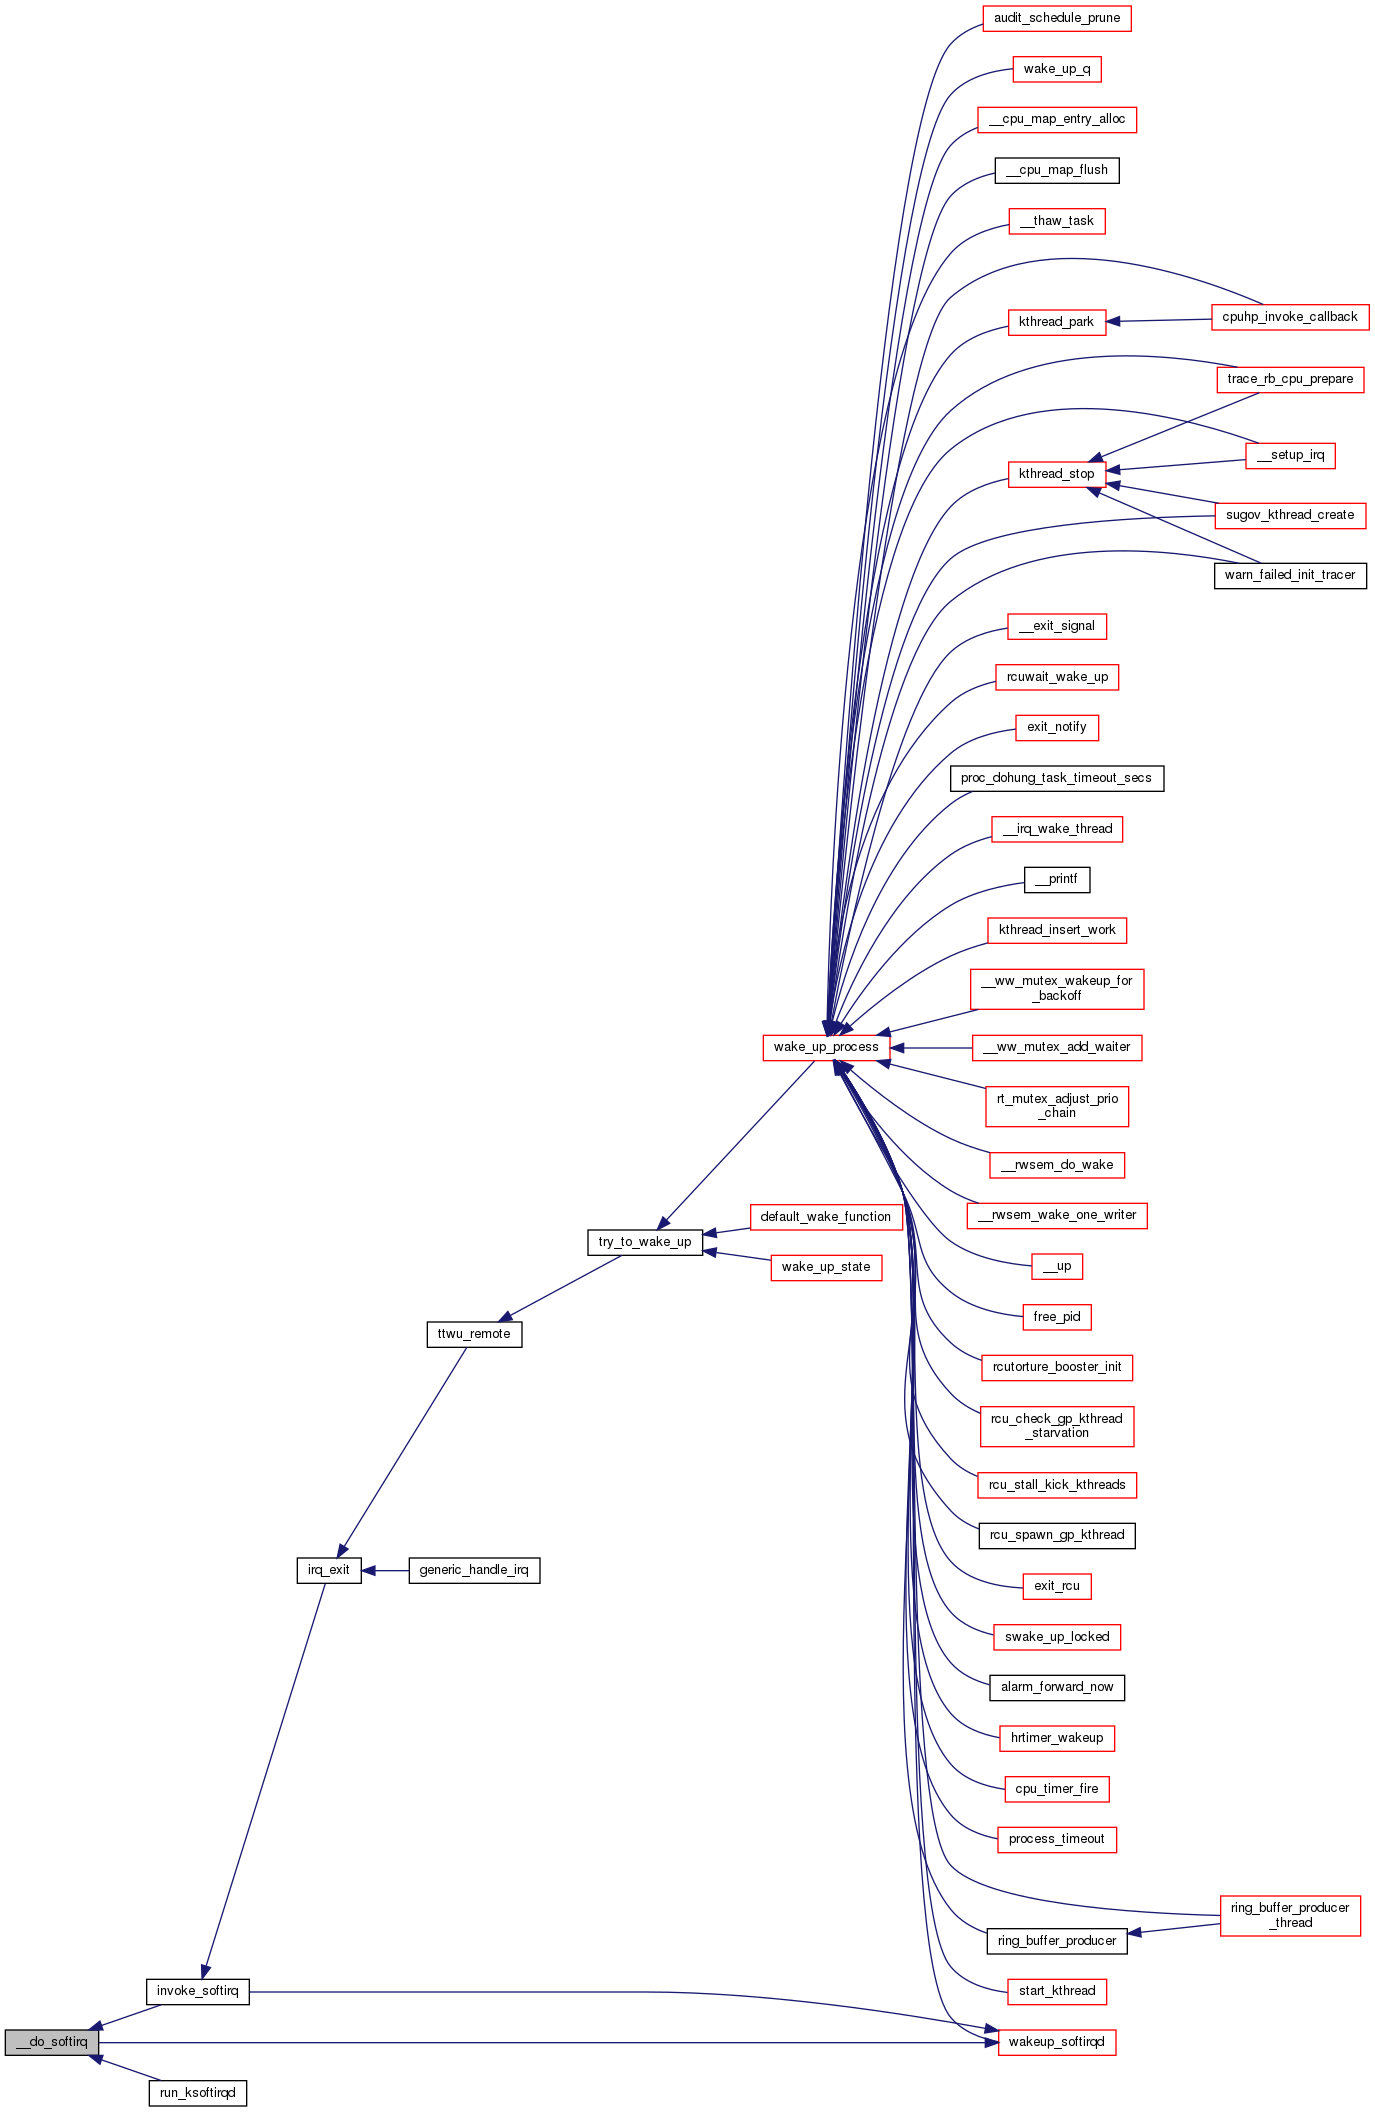 audit_schedule_prune
wake_up_q
__cpu_map_entry_alloc
__cpu_map_flush
__thaw_task
cpuhp_invoke_callback
kthread_park
trace_rb_cpu_prepare
__setup_irq
kthread_stop
sugov_kthread_create
warn_failed_init_tracer
__exit_signal
rcuwait_wake_up
exit_notify
proc_dohung_task_timeout_secs
__irq_wake_thread
__printf
kthread_insert_work
__ww_mutex_wakeup_for
_backoff
wake_up_process
__ww_mutex_add_waiter
rt_mutex_adjust_prio
_chain
__rwsem_do_wake
__rwsem_wake_one_writer
default_wake_function
try_to_wake_up
wake_up_state
__up
free_pid
ttwu_remote
rcutorture_booster_init
rcu_check_gp_kthread
_starvation
rcu_stall_kick_kthreads
rcu_spawn_gp_kthread
irq_exit
generic_handle_irq
exit_rcu
swake_up_locked
alarm_forward_now
hrtimer_wakeup
cpu_timer_fire
process_timeout
ring_buffer_producer
_thread
ring_buffer_producer
invoke_softirq
start_kthread
__do_softirq
wakeup_softirqd
run_ksoftirqd